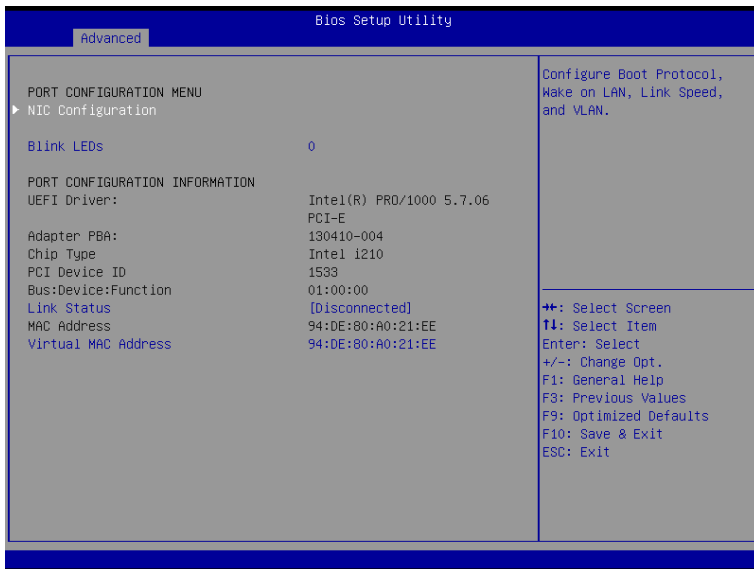 Bios Setup Utility
Advanced
PORT CONFIGURATION MENU
NIC Configuration
Blink LEDs 0
PORT CONFIGURATION INFORMATION
UEFI Driver: Intel(R) PRO/1000 5.7.06
PCI-E
Adapter PBA: 130410-004
Chip Type Intel i210
PCI Device ID 1533
Bus:Device:Function 01:00:00
Link Status [Disconnected]
MAC Address 94:DE:80:A0:21:EE
Virtual MAC Address 94:DE:80:A0:21:EE
Configure Boot Protocol,
Wake on LAN, Link Speed,
and VLAN.
→←: Select Screen
↑↓: Select Item
Enter: Select
+/-: Change Opt.
F1: General Help
F3: Previous Values
F9: Optimized Defaults
F10: Save & Exit
ESC: Exit